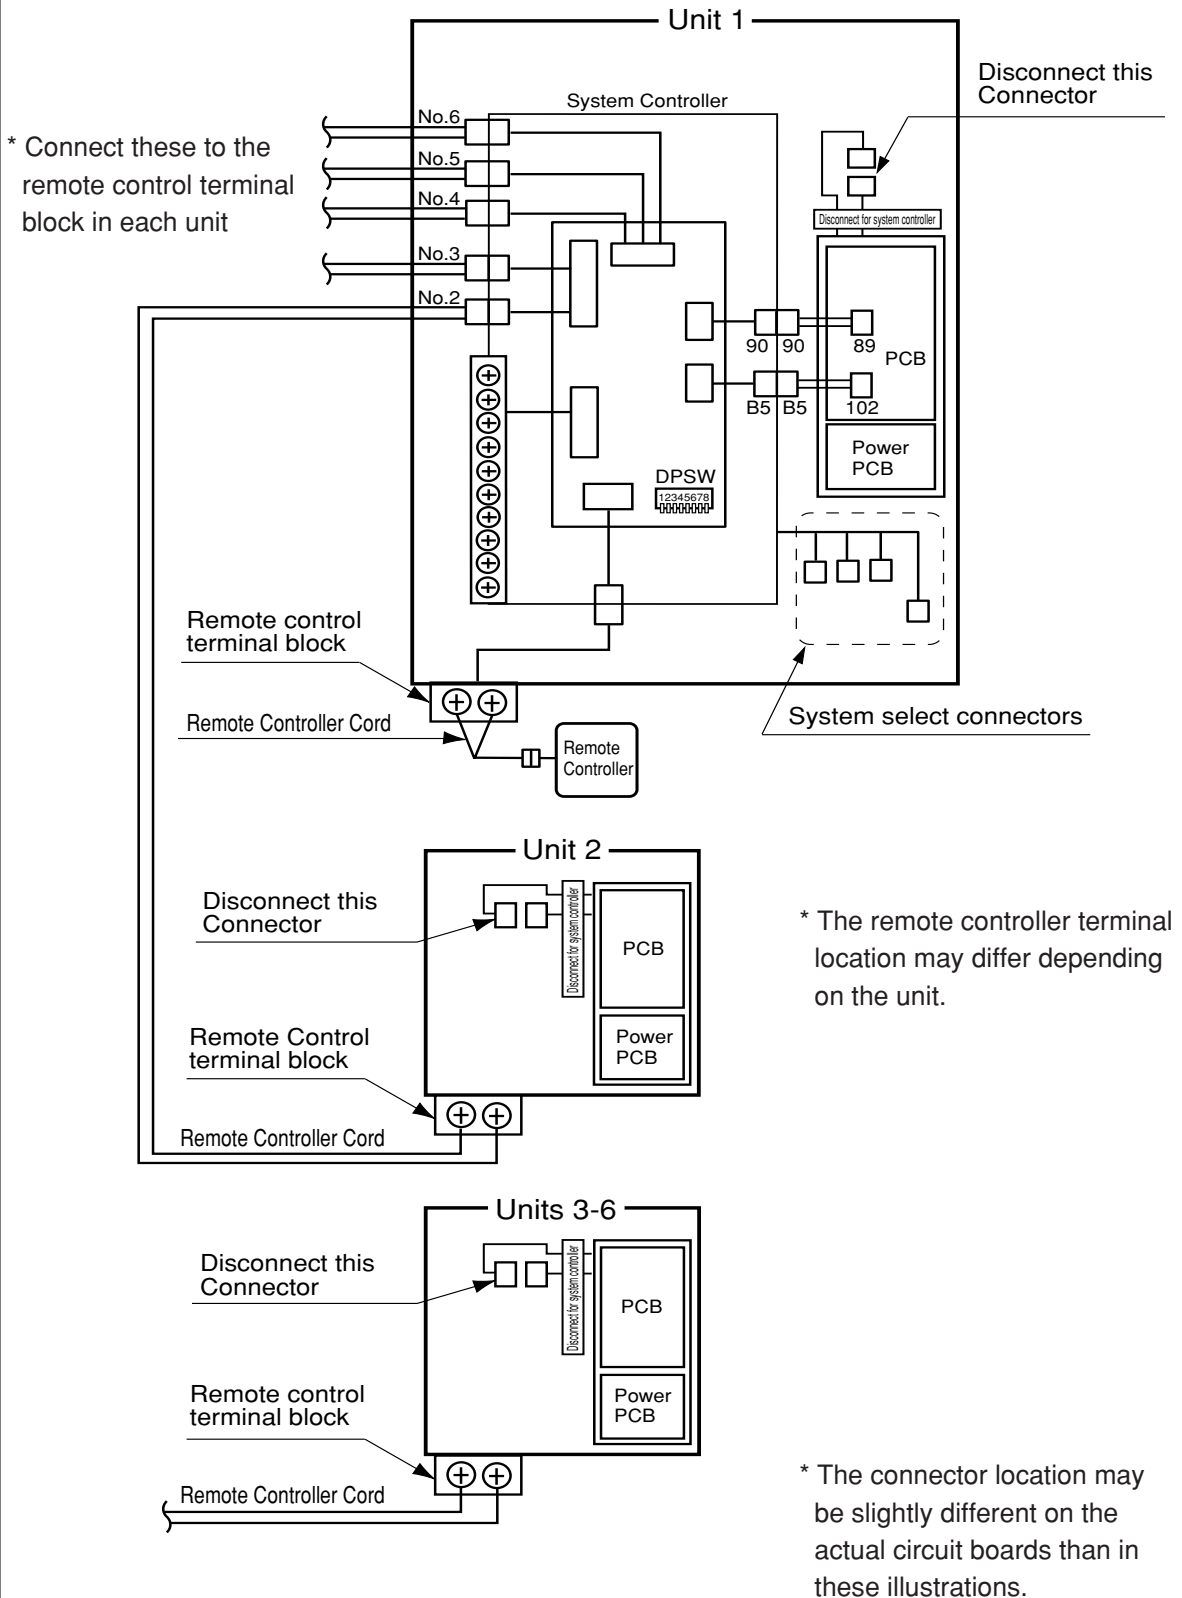 Unit 1
Disconnect this
Connector
System Controller
* Connect these to the
remote control terminal
block in each unit
No.6
No.5
No.4
No.3
No.2
Disconnect for system controller
90 90 89
PCB
B5 B5 102
Power
PCB
DPSW
12345678
Remote control
terminal block
Remote Controller Cord
Remote
Controller
System select connectors
Unit 2
Disconnect this
Connector
Disconnect for system controller
PCB
Power
PCB
* The remote controller terminal
location may differ depending
on the unit.
Remote Control
terminal block
Remote Controller Cord
Units 3-6
Disconnect this
Connector
Disconnect for system controller
PCB
Power
PCB
Remote control
terminal block
Remote Controller Cord
* The connector location may
be slightly different on the
actual circuit boards than in
these illustrations.